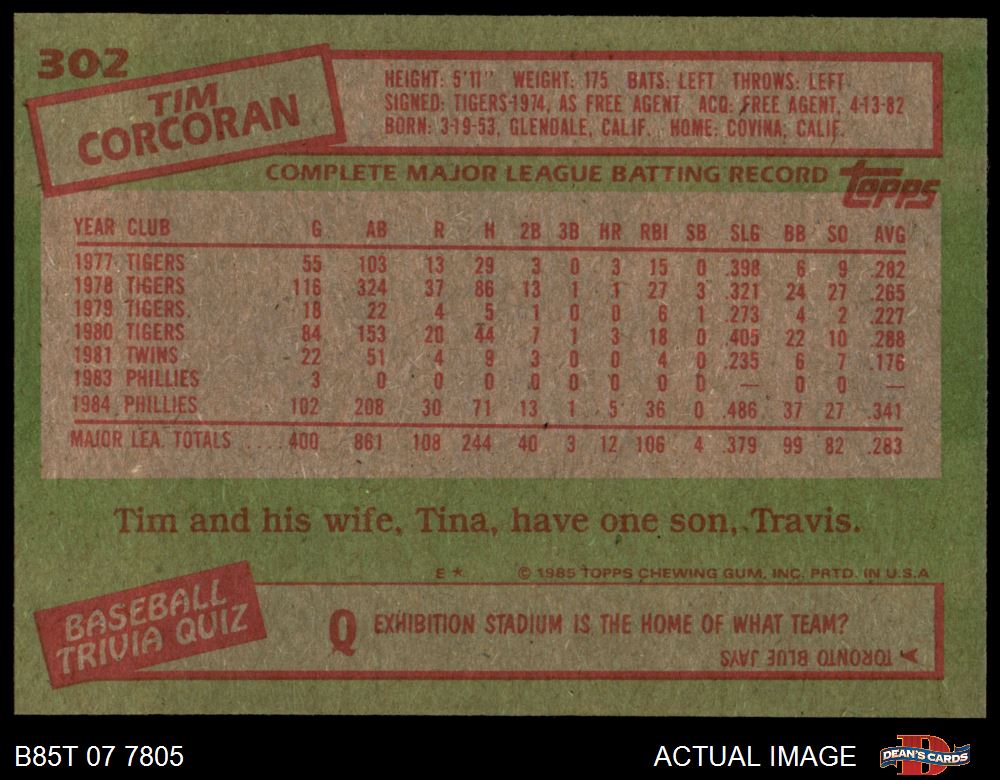 302
TIM
CORCORAN
HEIGHT: 5'11" WEIGHT: 175 BATS: LEFT THROWS: LEFT
SIGNED: TIGERS-1974, AS FREE AGENT ACQ: FREE AGENT, 4-13-82
BORN: 3-19-53, GLENDALE, CALIF. HOME: COVINA, CALIF.
COMPLETE MAJOR LEAGUE BATTING RECORD topps
YEAR CLUB G AB R H 2B 3B HR RBI SB SLG BB SO AVG
1977 TIGERS 55 103 13 29 3 0 3 15 0 .398 6 9 .282
1978 TIGERS 116 324 37 86 13 1 1 27 3 .321 24 27 .265
1979 TIGERS 18 22 4 5 1 0 0 6 1 .273 4 2 .227
1980 TIGERS 84 153 20 44 7 1 3 18 0 .405 22 10 .288
1981 TWINS 22 51 4 9 3 0 0 4 0 .235 6 7 .176
1983 PHILLIES 3 0 0 0 0 0 0 0 0 — 0 0 —
1984 PHILLIES 102 208 30 71 13 1 5 36 0 .486 37 27 .341
MAJOR LEA. TOTALS .... 400 861 108 244 40 3 12 106 4 .379 99 82 .283
Tim and his wife, Tina, have one son, Travis.
E * © 1985 TOPPS CHEWING GUM, INC. PRTD. IN U.S.A
BASEBALL
TRIVIA QUIZ
Q EXHIBITION STADIUM IS THE HOME OF WHAT TEAM?
A TORONTO BLUE JAYS
B85T 07 7805
ACTUAL IMAGE
D
DEAN'S CARDS